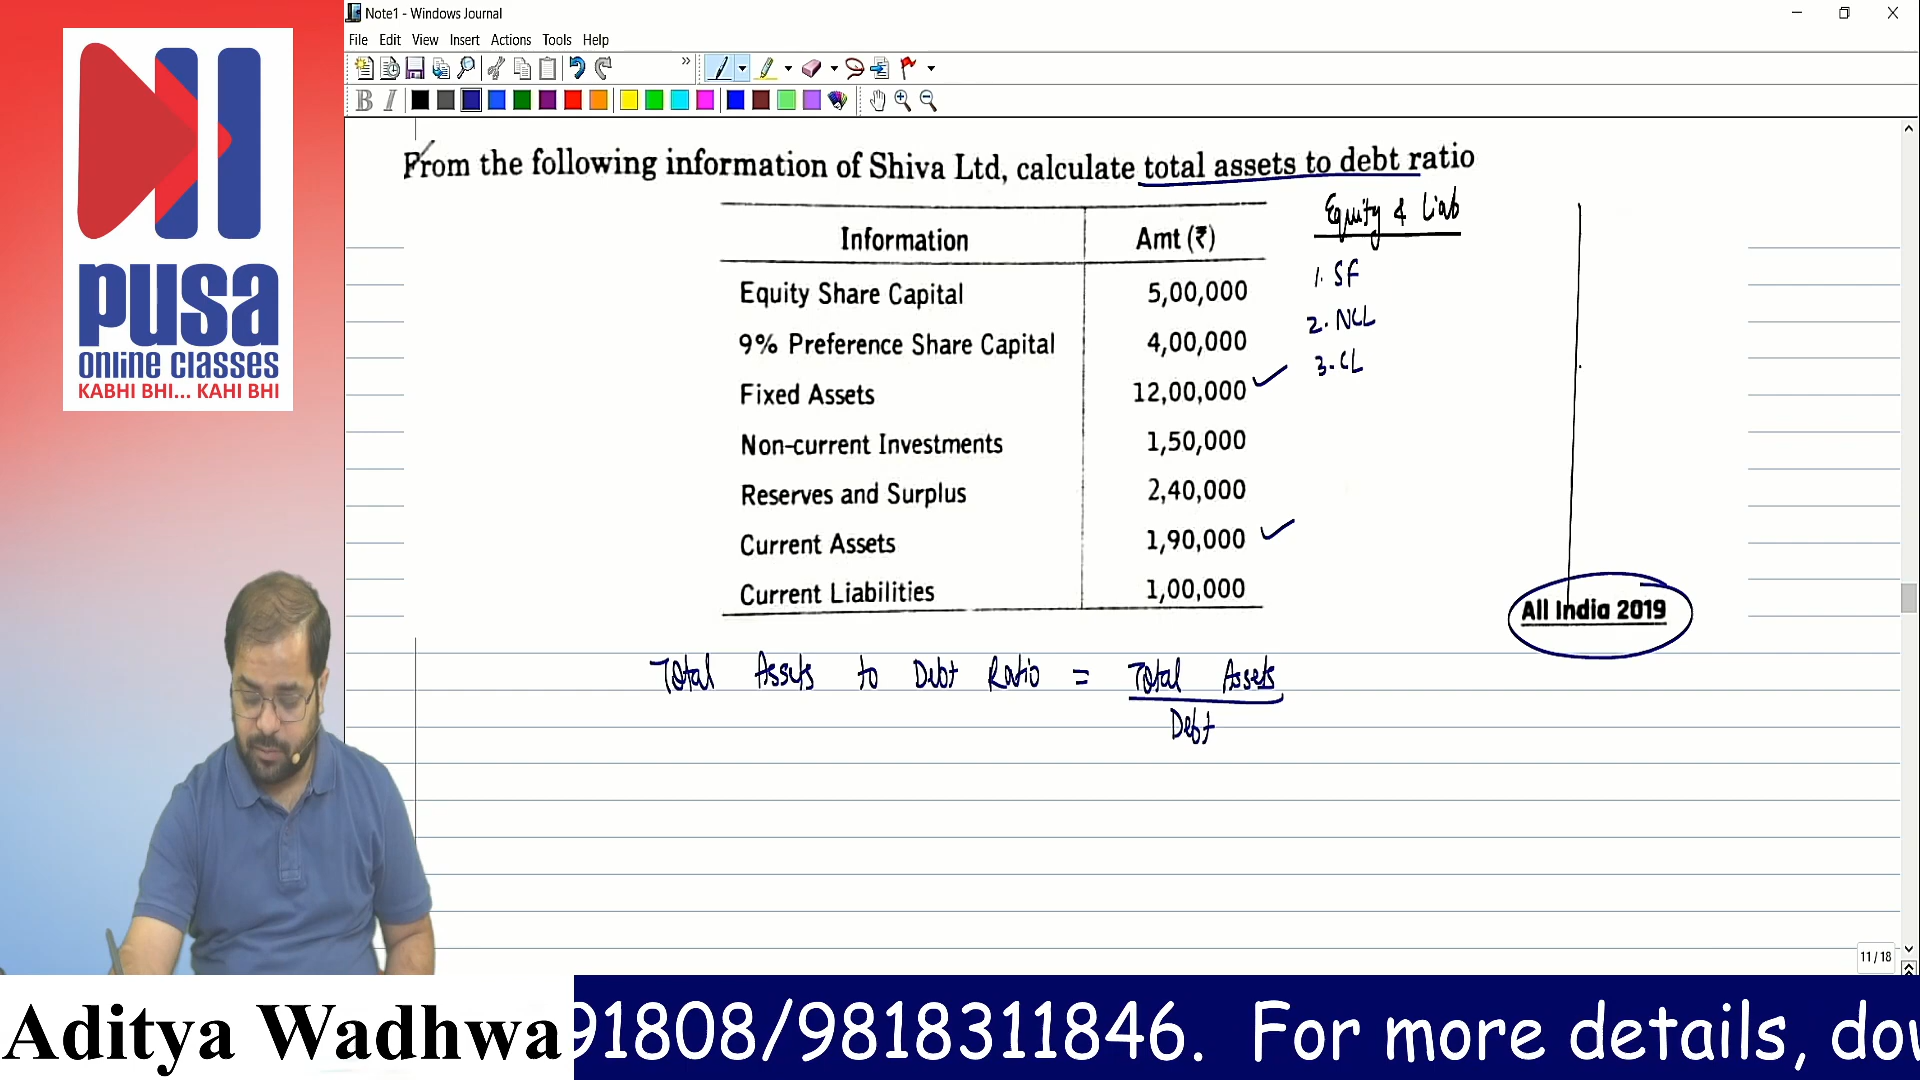 Note1 - Windows Journal
File Edit View Insert Actions Tools Help
PUSA
ONLINE CLASSES
KABHI BHI... KAHI BHI
From the following information of Shiva Ltd, calculate total assets to debt ratio
Information Amt (₹)
Equity Share Capital 5,00,000
9% Preference Share Capital 4,00,000
Fixed Assets 12,00,000
Non-current Investments 1,50,000
Reserves and Surplus 2,40,000
Current Assets 1,90,000
Current Liabilities 1,00,000
Equity & Liab
1. SF
2. NCL
3. CL
All India 2019
Total Assets to Debt Ratio = Total Assets
Debt
11 / 18
Aditya Wadhwa
91808/9818311846. For more details, dow